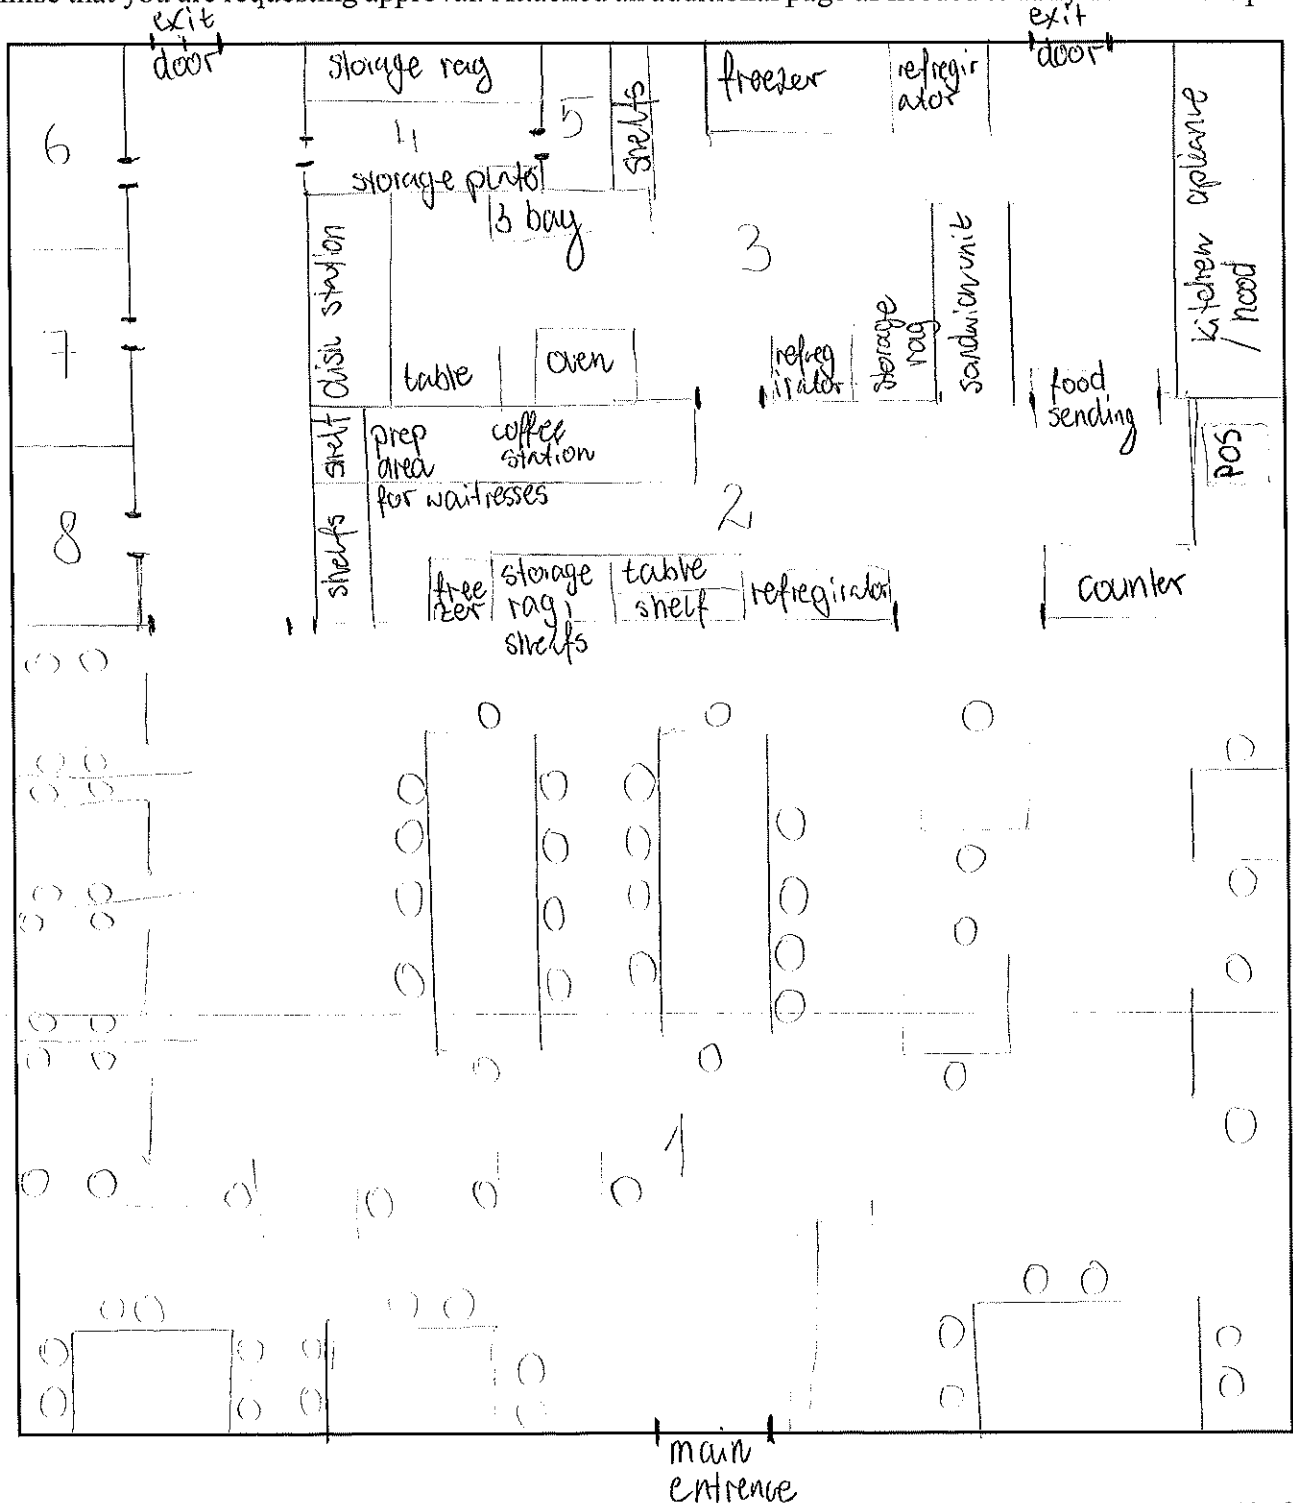 exit
door
exit
door
storage rag
freezer
refregir
ator
6
4
5
shelfs
storage
3 bay
3
kitchen apleance
/ hood
dish station
table
oven
refreg
irator
storage
rag
sandwich unit
food
sending
7
shelf
prep
area
coffee
station
for waitresses
POS
2
8
shelfs
free
zer
storage
rag,
shelfs
table
shelf
refregirator
counter
1
main
entrence